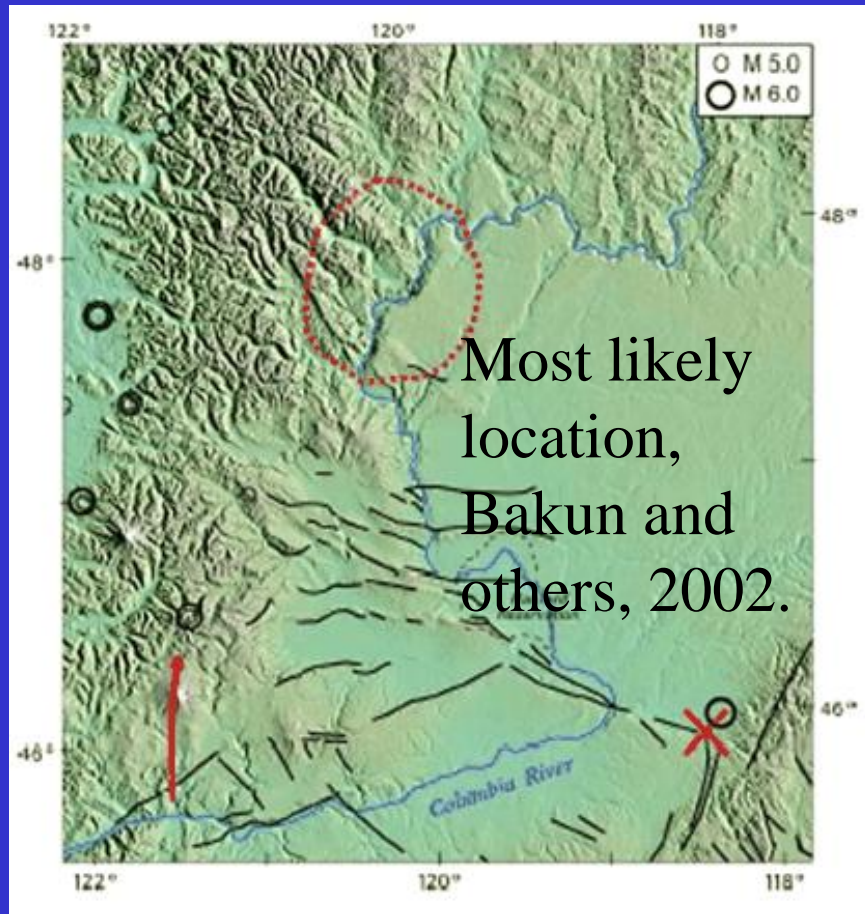 122° 120° 118°
O M 5.0
O M 6.0
48°
48°
Most likely
location,
Bakun and
others, 2002.
46°
46°
Columbia River
122° 120° 118°